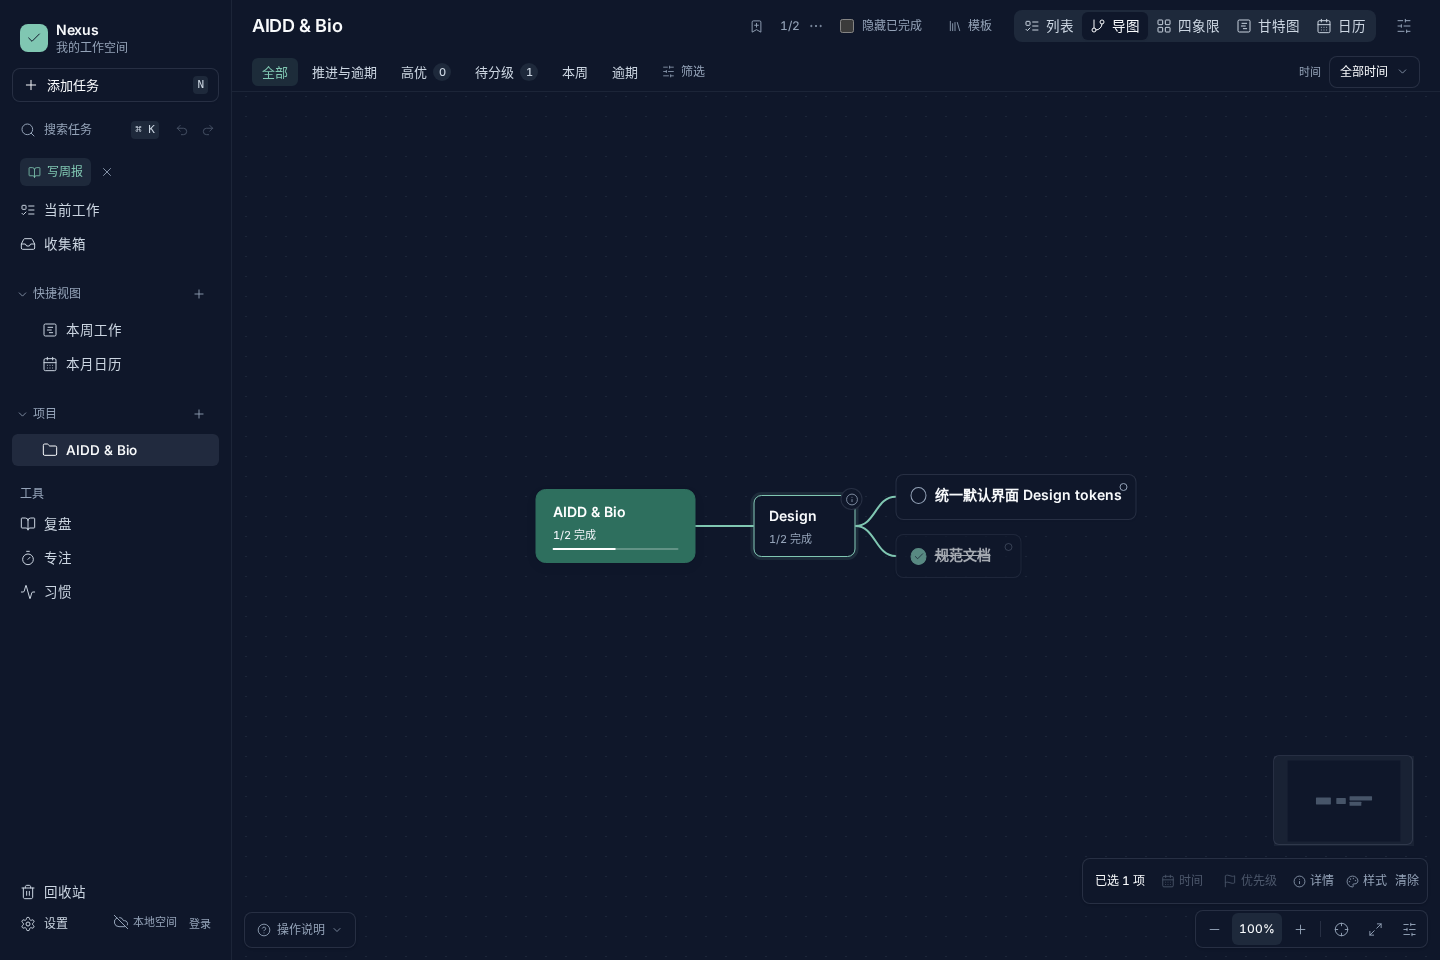 Nexus
我的工作空间
添加任务 N
搜索任务 ⌘ K
写周报
当前工作
收集箱
快捷视图
本周工作
本月日历
项目
AIDD & Bio
工具
复盘
专注
习惯
回收站
设置 本地空间 登录
AIDD & Bio 1/2 隐藏已完成 模板 列表 导图 四象限 甘特图 日历
全部 推进与逾期 高优 0 待分级 1 本周 逾期 筛选 时间 全部时间
AIDD & Bio
1/2 完成
Design
1/2 完成
统一默认界面 Design tokens
规范文档
已选 1 项 时间 优先级 详情 样式 清除
操作说明
100%